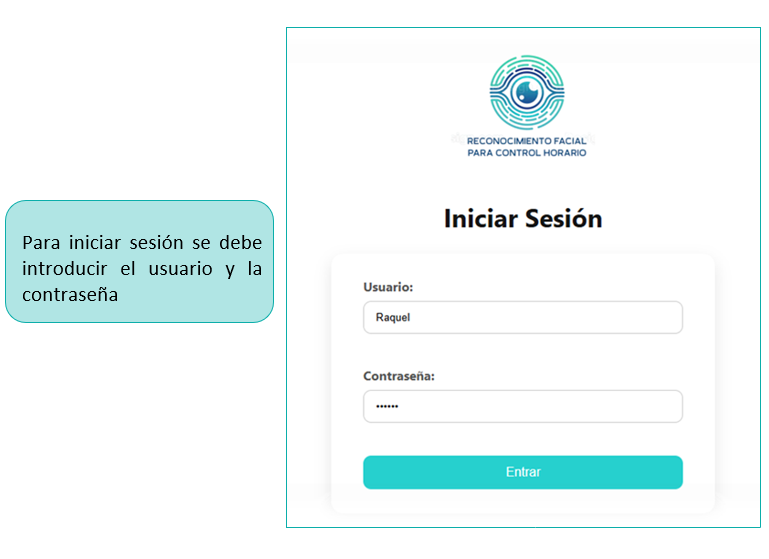 RECONOCIMIENTO FACIAL
PARA CONTROL HORARIO
Iniciar Sesión
Para iniciar sesión se debe
introducir el usuario y la
contraseña
Usuario:
Raquel
Contraseña:
••••••
Entrar